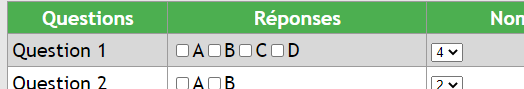 Questions Réponses
Question 1 A B C D 4
Question 2 A B 2